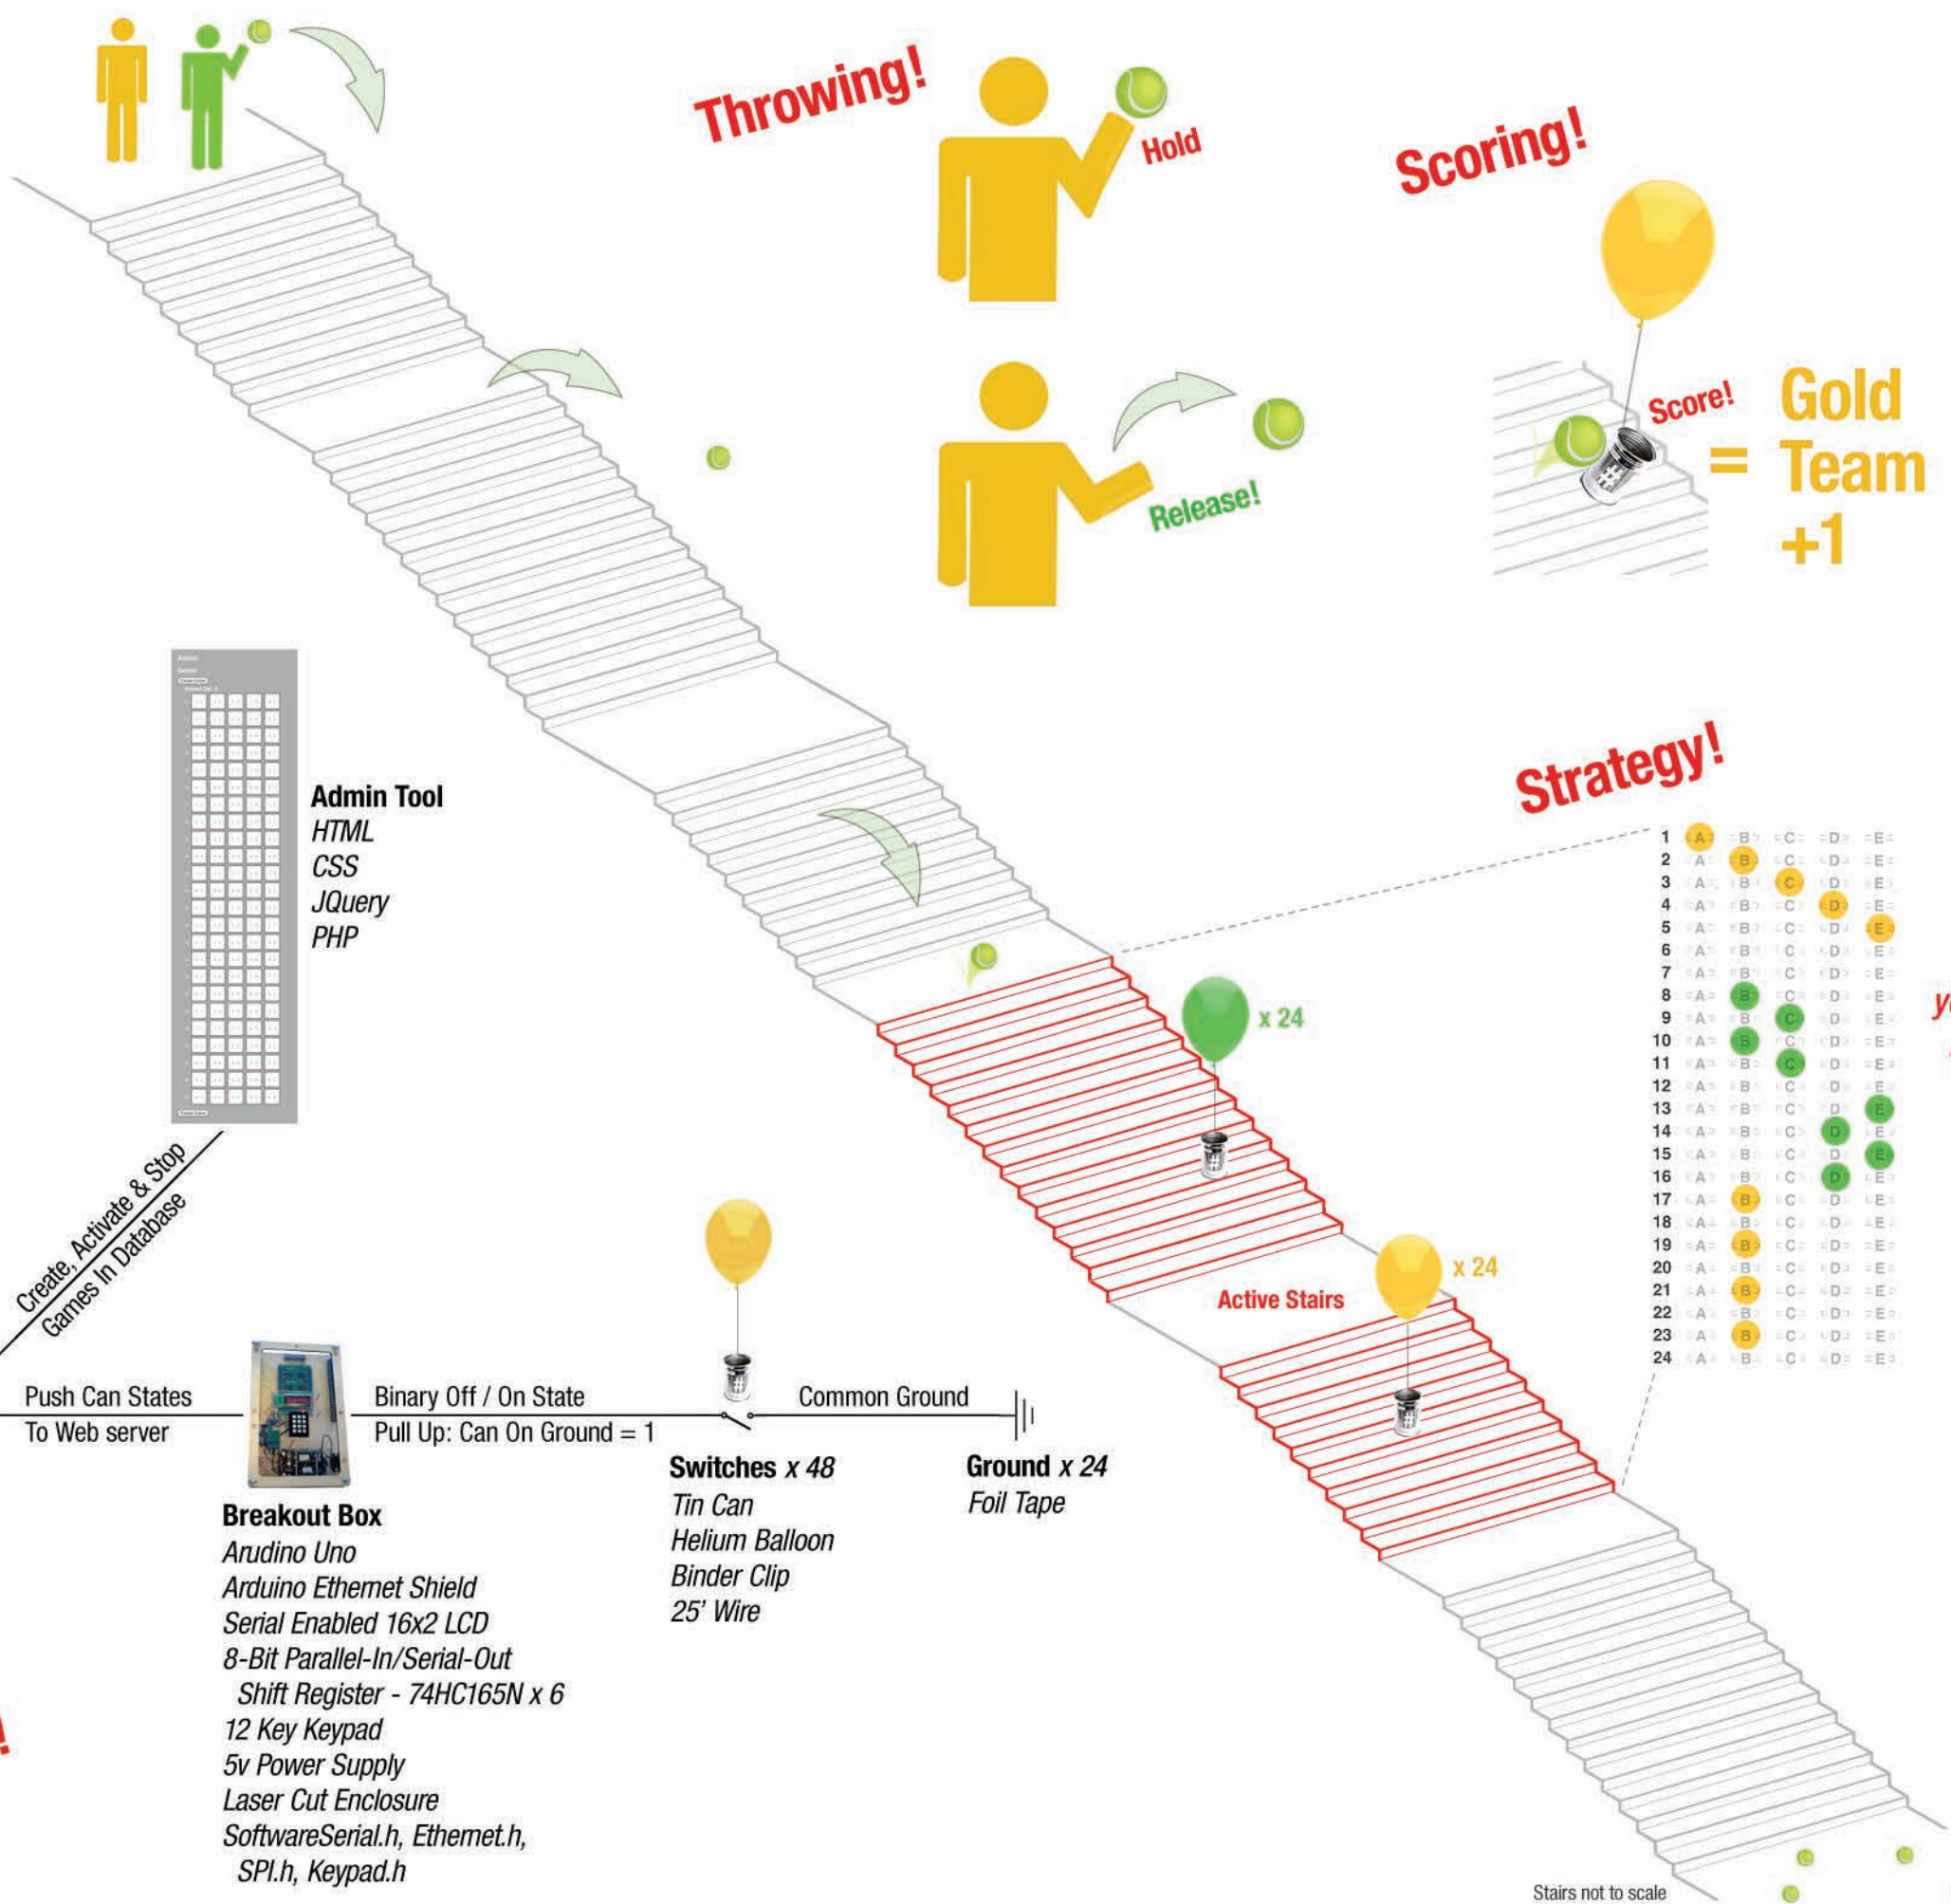 Throwing!
Hold
Scoring!
Score!
= Gold
Team
+1
Release!
Admin Tool
HTML
CSS
JQuery
PHP
Strategy!
1 A B C D E
2 A B C D E
3 A B C D E
4 A B C D E
5 A B C D E
6 A B C D E
7 A B C D E
8 A B C D E
9 A B C D E
10 A B C D E
11 A B C D E
12 A B C D E
13 A B C D E
14 A B C D E
15 A B C D E
16 A B C D E
17 A B C D E
18 A B C D E
19 A B C D E
20 A B C D E
21 A B C D E
22 A B C D E
23 A B C D E
24 A B C D E
x 24
x 24
Active Stairs
Create, Activate & Stop
Games In Database
Push Can States
To Web server
Binary Off / On State
Pull Up: Can On Ground = 1
Common Ground
Switches x 48
Tin Can
Helium Balloon
Binder Clip
25' Wire
Ground x 24
Foil Tape
Breakout Box
Arudino Uno
Arduino Ethernet Shield
Serial Enabled 16x2 LCD
8-Bit Parallel-In/Serial-Out
Shift Register - 74HC165N x 6
12 Key Keypad
5v Power Supply
Laser Cut Enclosure
SoftwareSerial.h, Ethernet.h,
SPI.h, Keypad.h
Stairs not to scale